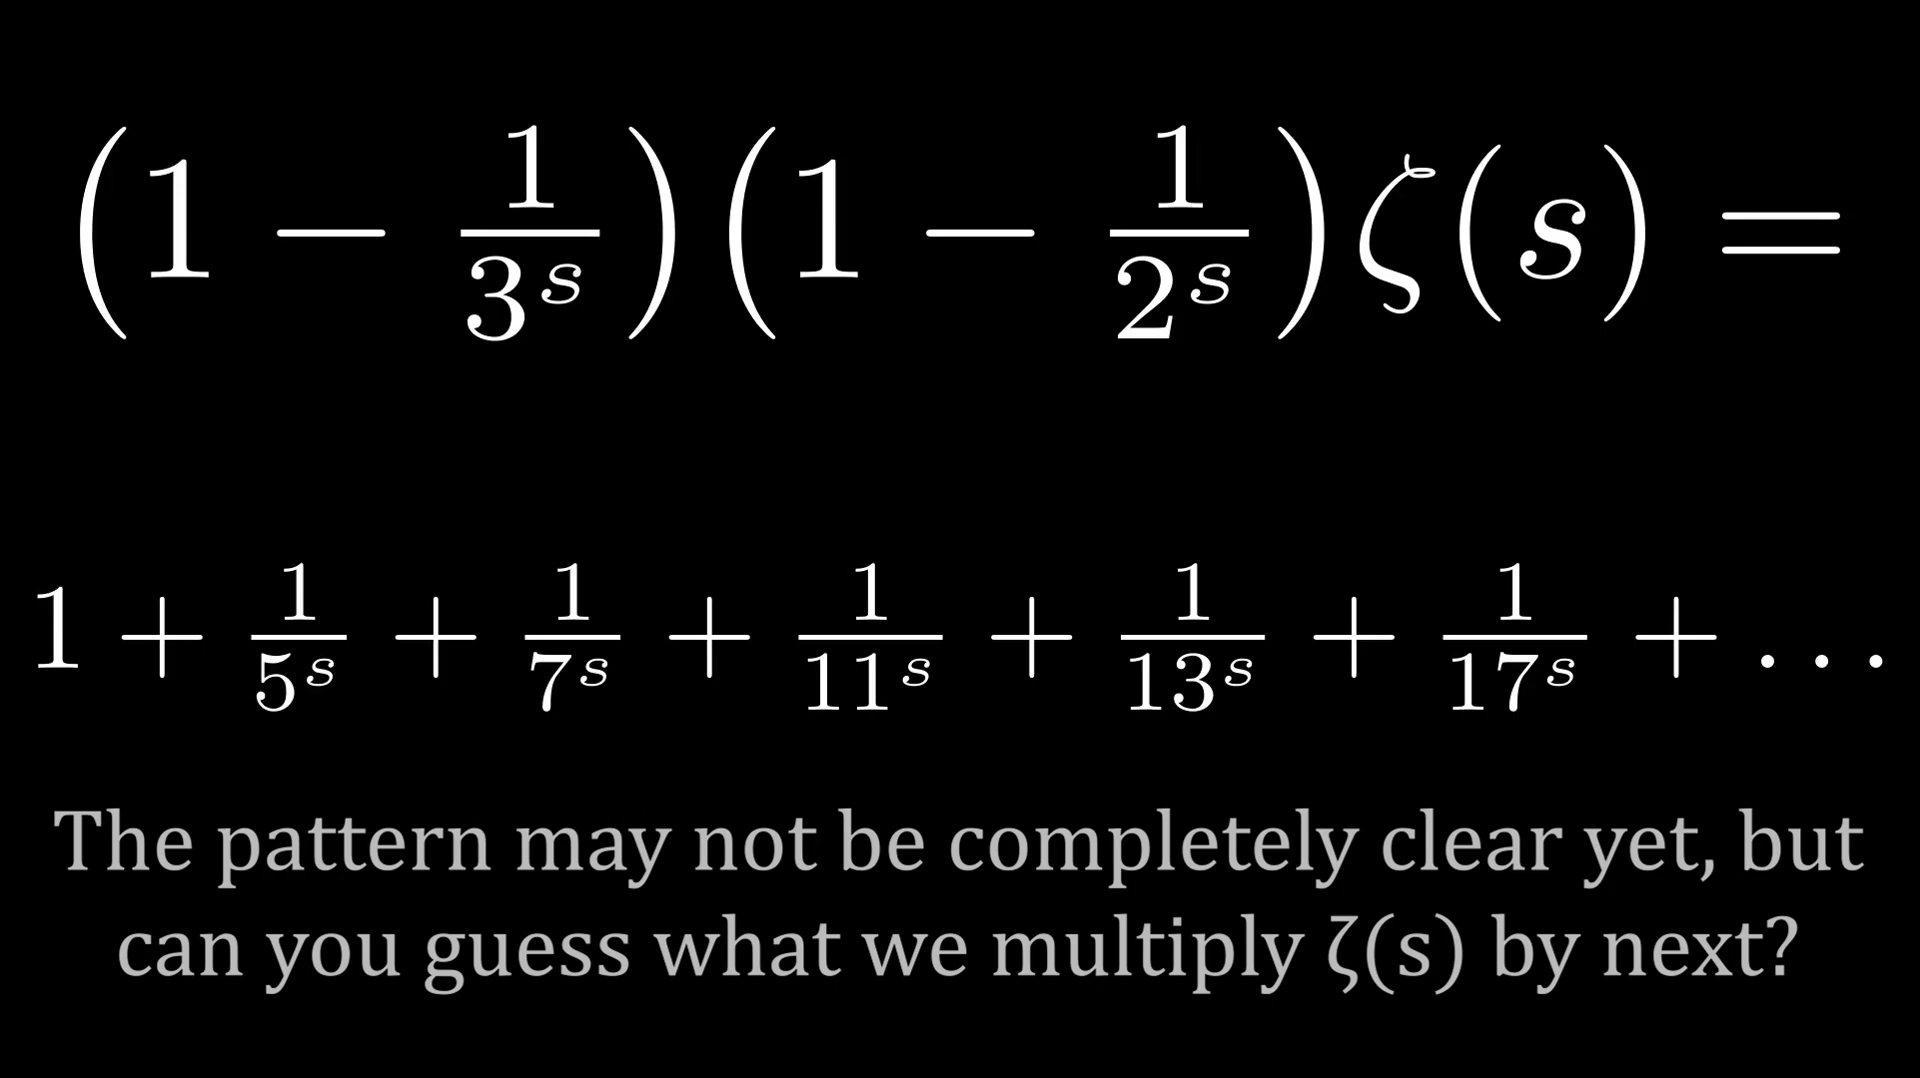 (1 − 1/3^s)(1 − 1/2^s)ζ(s) =
1 + 1/5^s + 1/7^s + 1/11^s + 1/13^s + 1/17^s + ...
The pattern may not be completely clear yet, but
can you guess what we multiply ζ(s) by next?